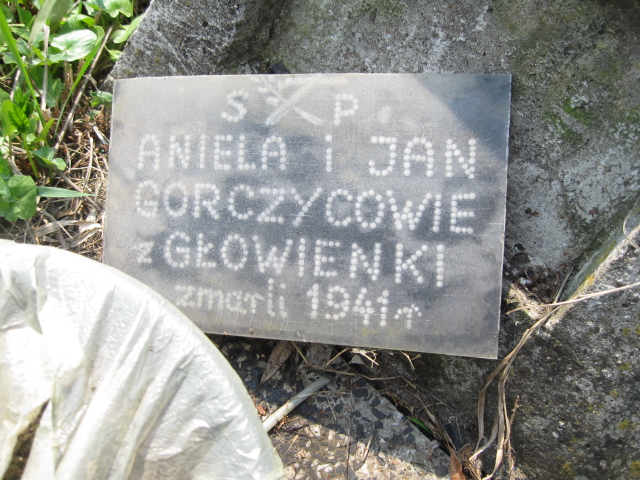 S P.
ANIELA I JAN
GORCZYCOWIE
z GŁOWIENKI
zmarli 1941 r